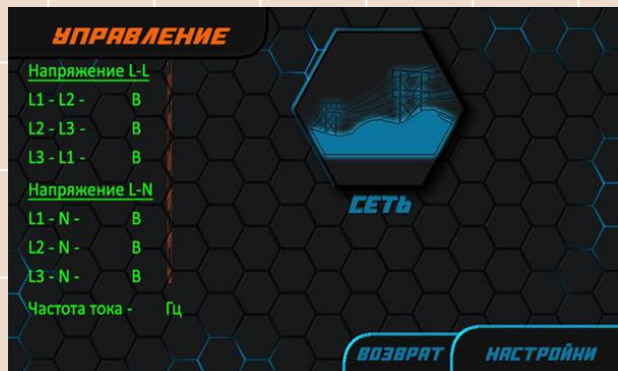 УПРАВЛЕНИЕ
Напряжение L-L
L1 - L2 - В
L2 - L3 - В
L3 - L1 - В
Напряжение L-N
L1 - N - В
L2 - N - В
L3 - N - В
Частота тока - Гц
СЕТЬ
ВОЗВРАТ
НАСТРОЙКИ